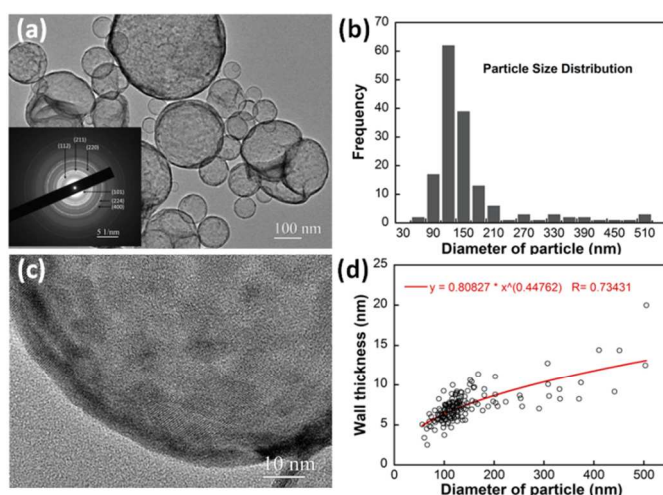 (a)
(112)
(211)
(220)
(101)
(224)
(400)
5 1/nm
100 nm
(b)
Particle Size Distribution
Frequency
70
60
50
40
30
20
10
0
30 90 150 210 270 330 390 450 510
Diameter of particle (nm)
(c)
10 nm
(d)
y = 0.80827 * x^(0.44762) R= 0.73431
Wall thickness (nm)
25
20
15
10
5
0
0 100 200 300 400 500
Diameter of particle (nm)